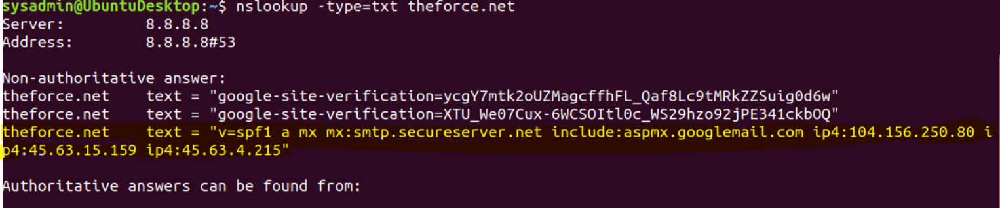 sysadmin@UbuntuDesktop:~$ nslookup -type=txt theforce.net
Server:		8.8.8.8
Address:	8.8.8.8#53
Non-authoritative answer:
theforce.net	text = "google-site-verification=ycgY7mtk2oUZMagcffhFL_Qaf8Lc9tMRkZZSuig0d6w"
theforce.net	text = "google-site-verification=XTU_We07Cux-6WCSOItl0c_WS29hzo92jPE341ckbOQ"
theforce.net	text = "v=spf1 a mx mx:smtp.secureserver.net include:aspmx.googlemail.com ip4:104.156.250.80 i
p4:45.63.15.159 ip4:45.63.4.215"
Authoritative answers can be found from: